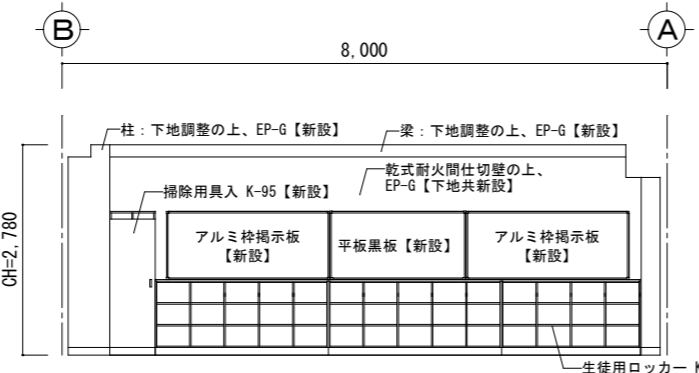 B
A
8,000
柱：下地調整の上、EP-G【新設】
梁：下地調整の上、EP-G【新設】
乾式耐火間仕切壁の上、
EP-G【下地共新設】
掃除用具入 K-95【新設】
CH=2,780
アルミ枠掲示板
【新設】
平板黒板【新設】
アルミ枠掲示板
【新設】
生徒用ロッカー